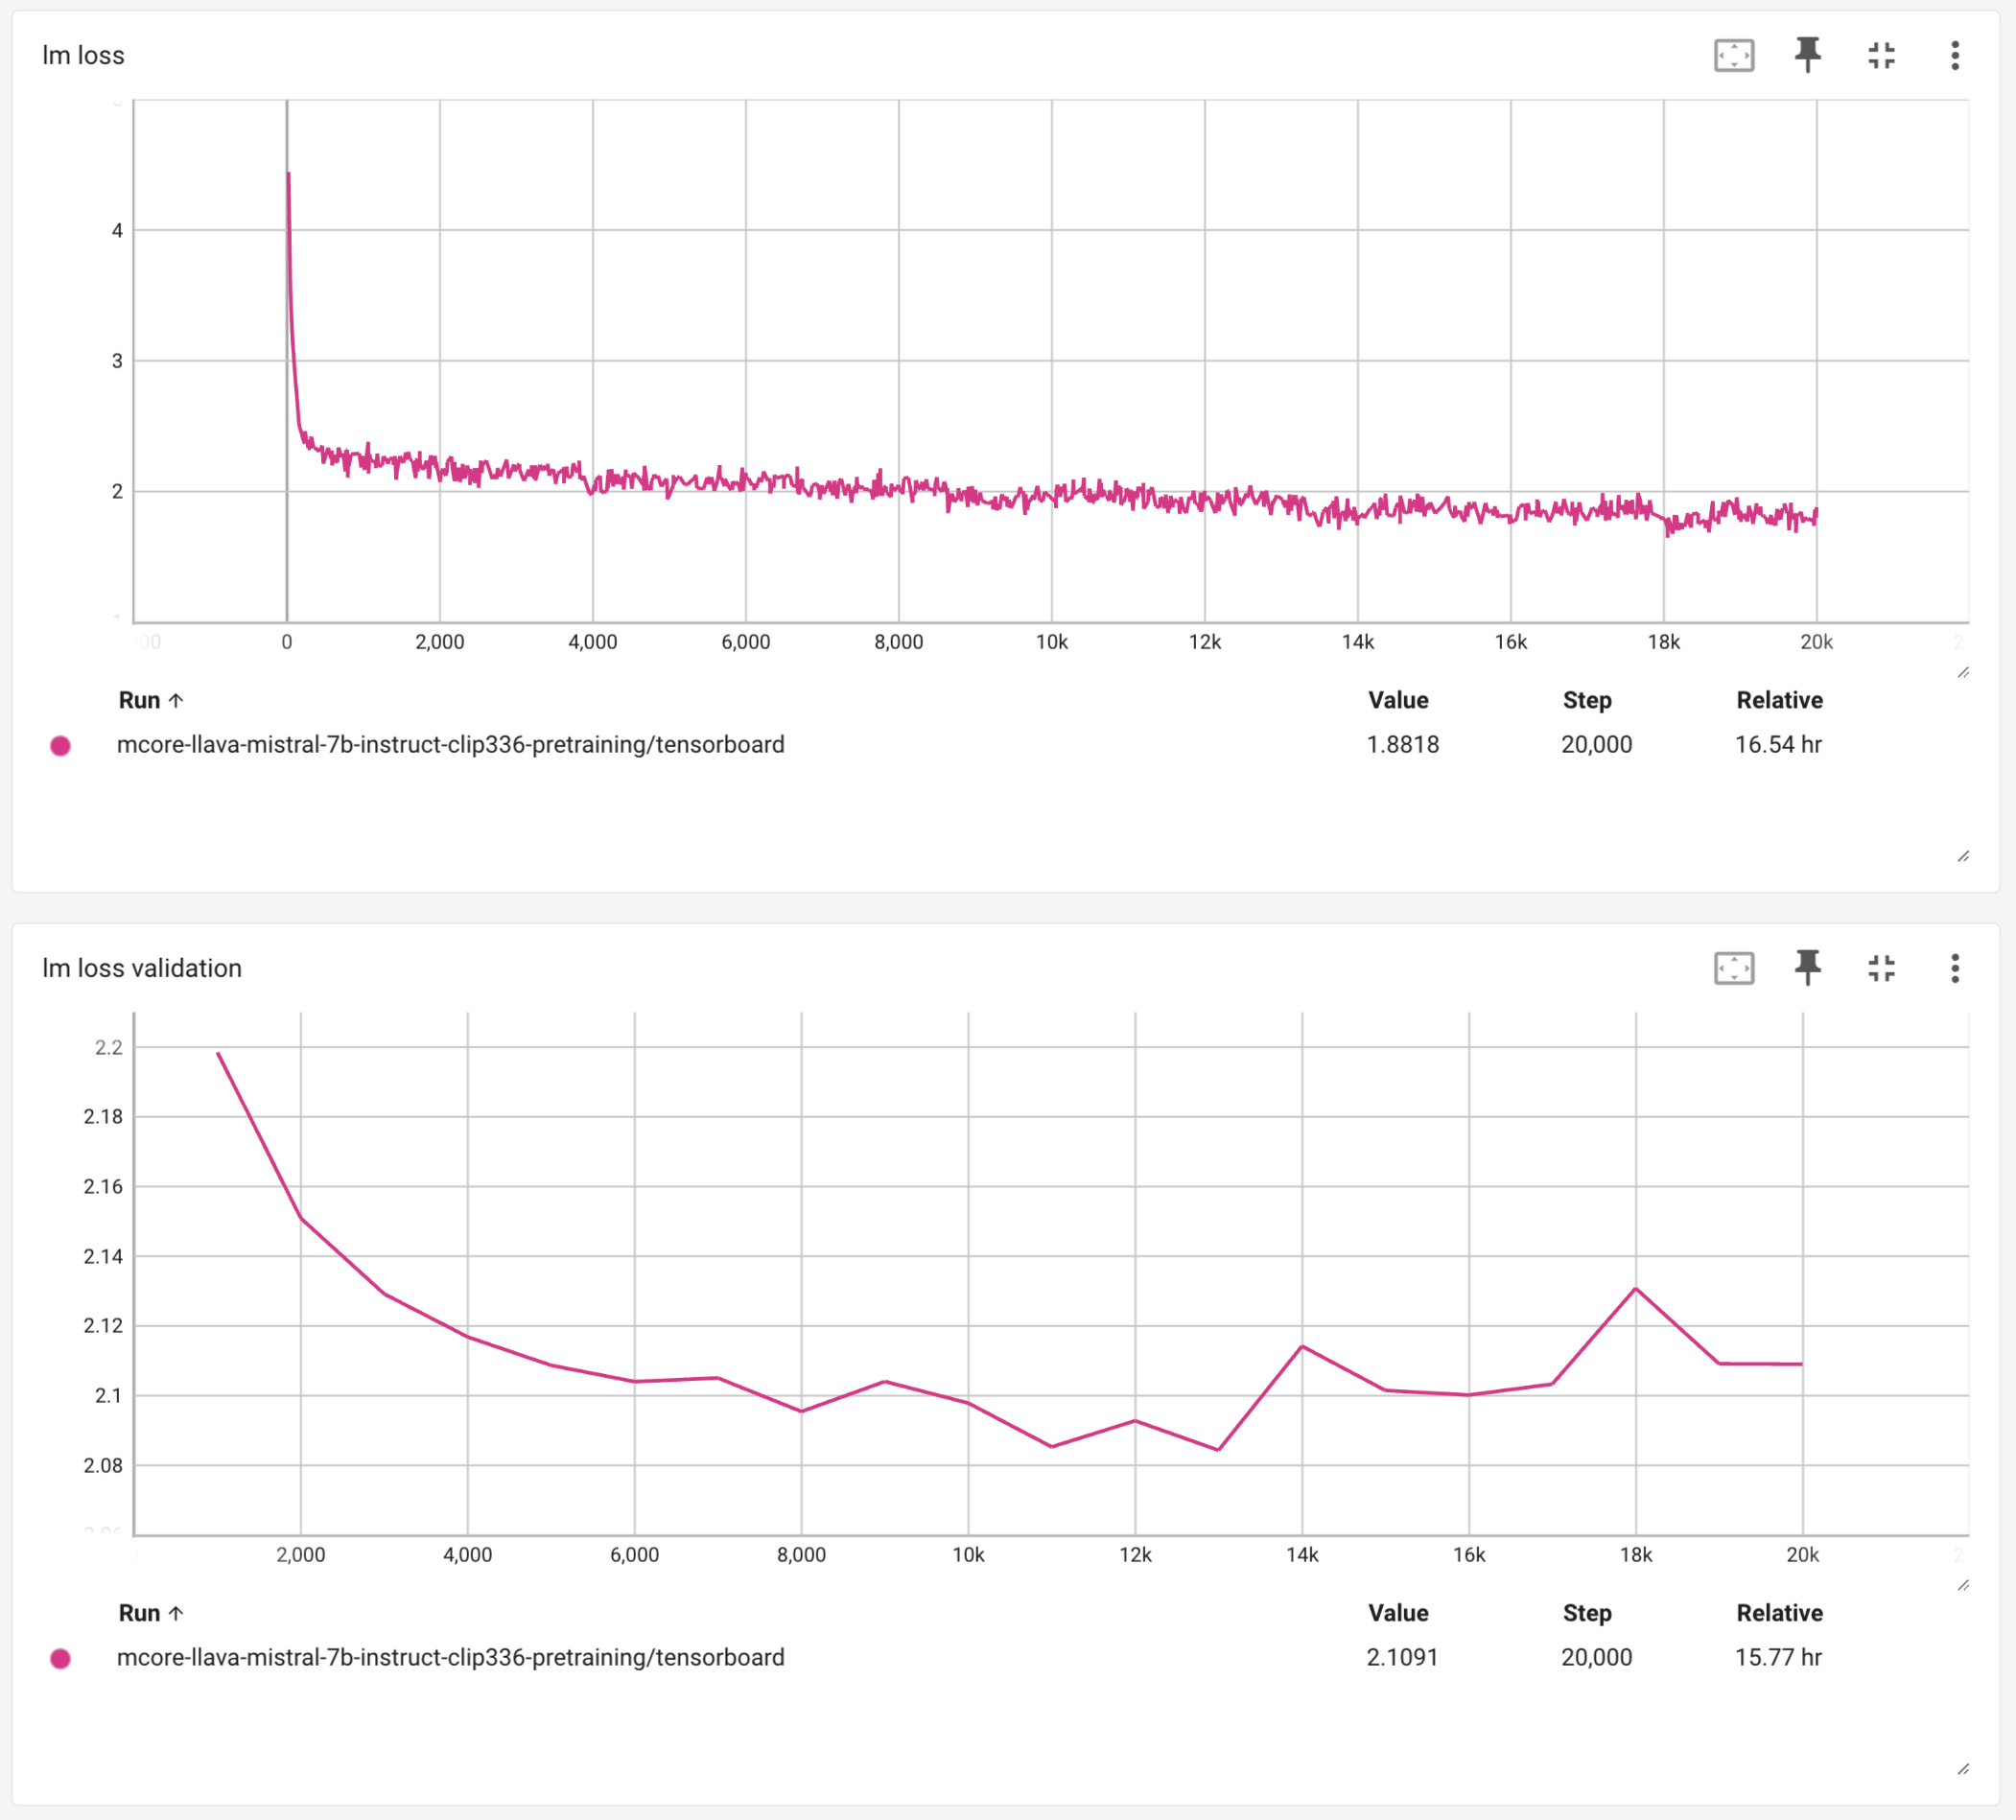 lm loss
4
3
2
0 2,000 4,000 6,000 8,000 10k 12k 14k 16k 18k 20k
Run ↑ Value Step Relative
mcore-llava-mistral-7b-instruct-clip336-pretraining/tensorboard 1.8818 20,000 16.54 hr
lm loss validation
2.2
2.18
2.16
2.14
2.12
2.1
2.08
2,000 4,000 6,000 8,000 10k 12k 14k 16k 18k 20k
Run ↑ Value Step Relative
mcore-llava-mistral-7b-instruct-clip336-pretraining/tensorboard 2.1091 20,000 15.77 hr